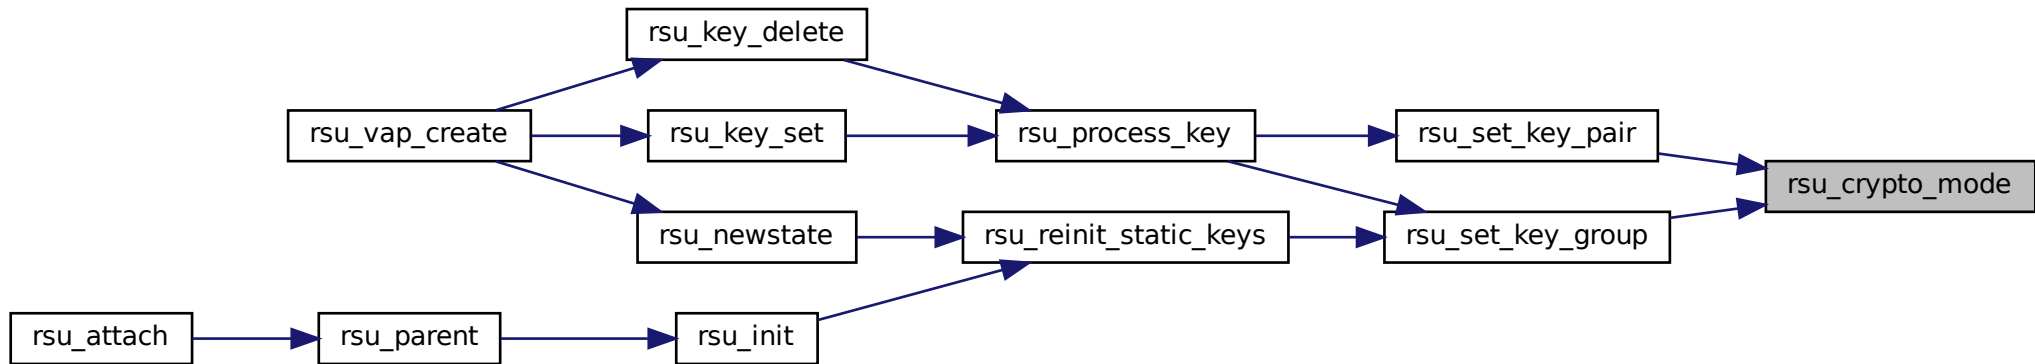 rsu_key_delete
rsu_vap_create
rsu_key_set
rsu_process_key
rsu_set_key_pair
rsu_crypto_mode
rsu_newstate
rsu_reinit_static_keys
rsu_set_key_group
rsu_attach
rsu_parent
rsu_init